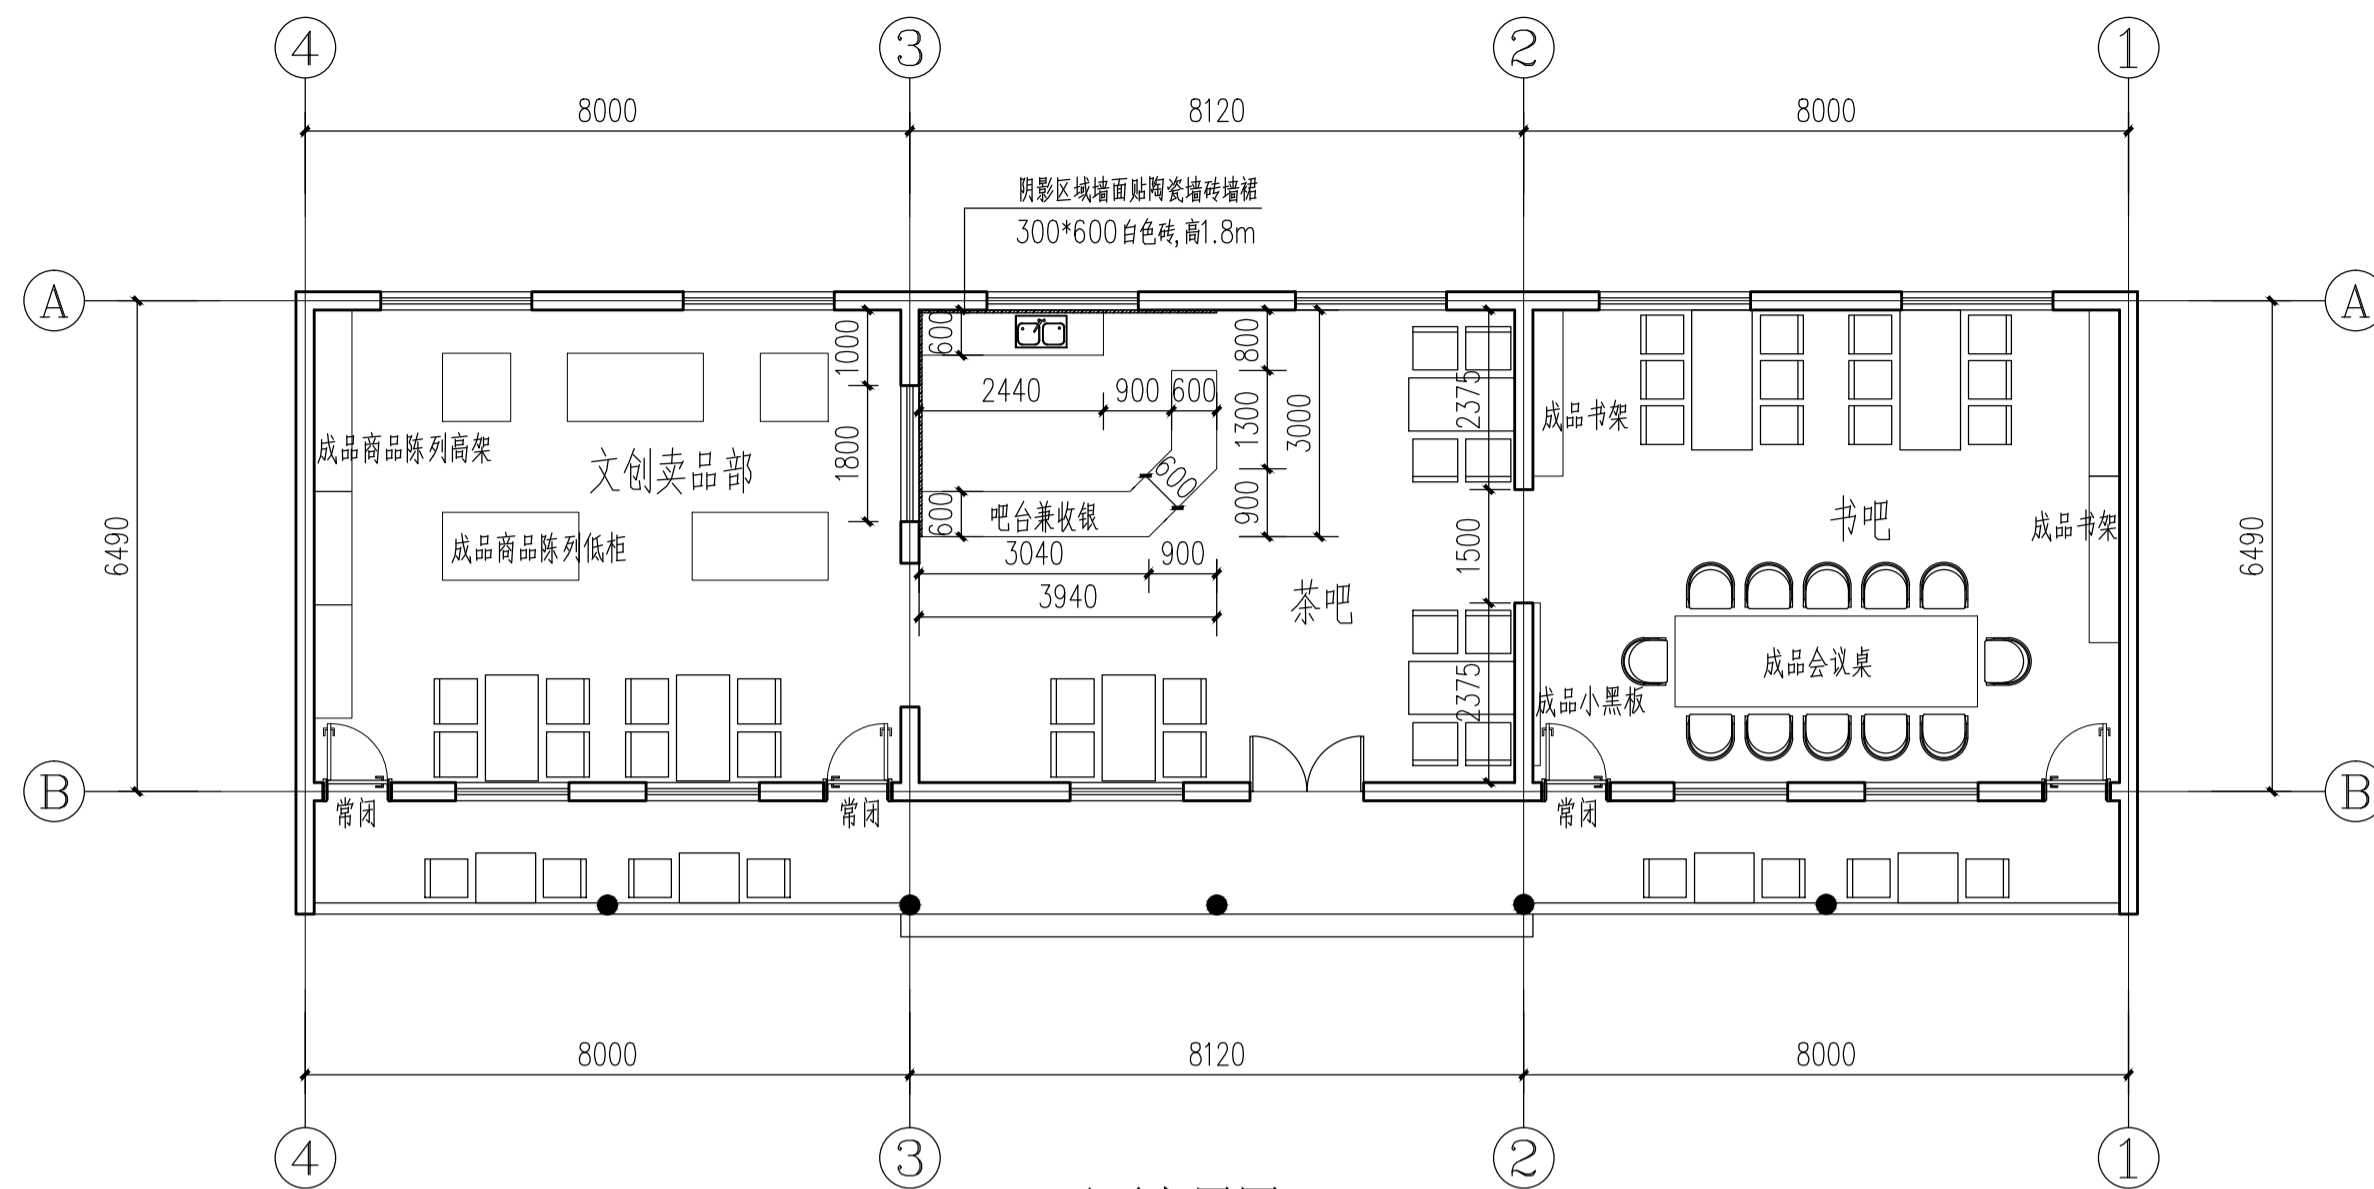 4
3
2
1
8000
8120
8000
阴影区域墙面贴陶瓷墙砖墙裙
300*600白色砖,高1.8m
A
A
600
1000
800
2440
900
600
2375
成品书架
1300
3000
成品商品陈列高架
文创卖品部
1800
600
600
吧台兼收银
900
书吧
成品书架
6490
成品商品陈列低柜
3040
900
1500
6490
3940
茶吧
成品会议桌
2375
成品小黑板
B
B
常闭
常闭
常闭
8000
8120
8000
4
3
2
1